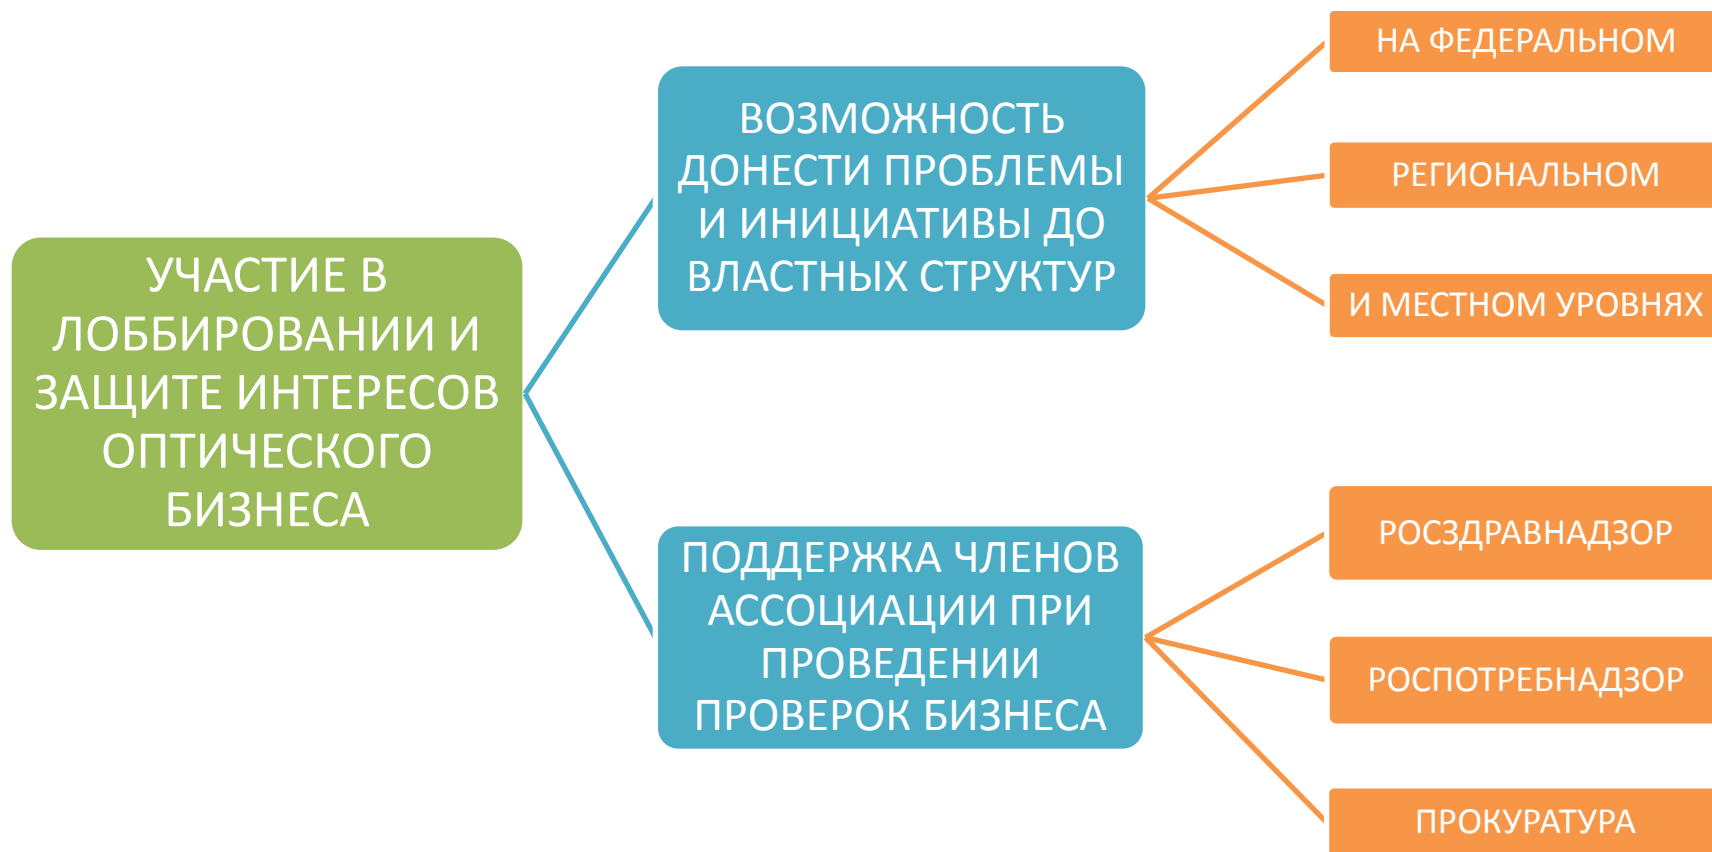 УЧАСТИЕ В
ЛОББИРОВАНИИ И
ЗАЩИТЕ ИНТЕРЕСОВ
ОПТИЧЕСКОГО
БИЗНЕСА
ВОЗМОЖНОСТЬ
ДОНЕСТИ ПРОБЛЕМЫ
И ИНИЦИАТИВЫ ДО
ВЛАСТНЫХ СТРУКТУР
НА ФЕДЕРАЛЬНОМ
РЕГИОНАЛЬНОМ
И МЕСТНОМ УРОВНЯХ
ПОДДЕРЖКА ЧЛЕНОВ
АССОЦИАЦИИ ПРИ
ПРОВЕДЕНИИ
ПРОВЕРОК БИЗНЕСА
РОСЗДРАВНАДЗОР
РОСПОТРЕБНАДЗОР
ПРОКУРАТУРА